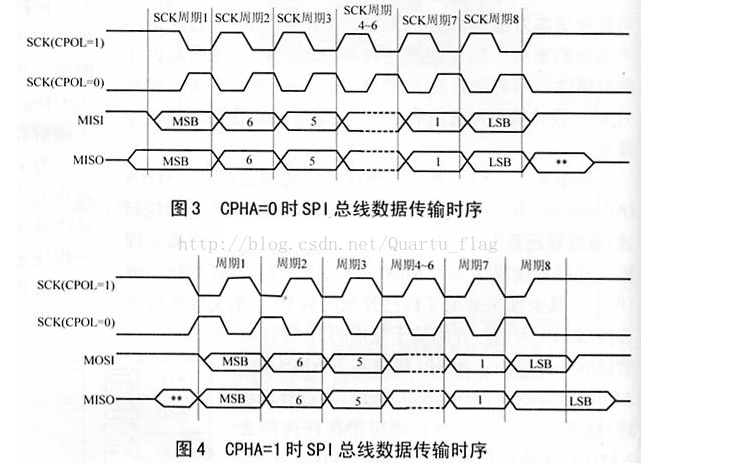 SCK周期1 SCK周期2 SCK周期3 SCK周期4~6 SCK周期7 SCK周期8
SCK(CPOL=1)
SCK(CPOL=0)
MISI MSB 6 5 1 LSB
MISO MSB 6 5 1 LSB **
图3 CPHA=0时SPI总线数据传输时序
http://blog.csdn.net/Quartu_flag
周期1 周期2 周期3 周期4~6 周期7 周期8
SCK(CPOL=1)
SCK(CPOL=0)
MOSI MSB 6 5 1 LSB
MISO ** MSB 6 5 1 LSB
图4 CPHA=1时SPI总线数据传输时序